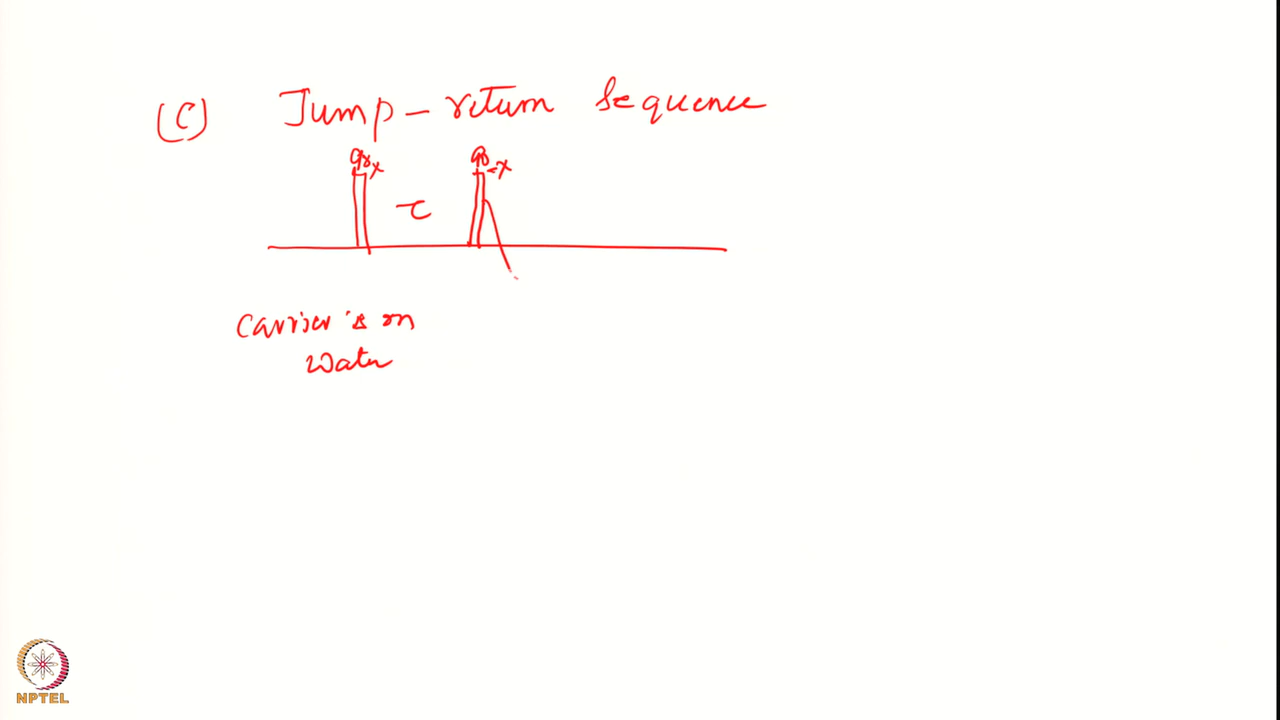 (C) Jump-return Sequence
90x 90-x
τ
Carrier is on
Water
NPTEL